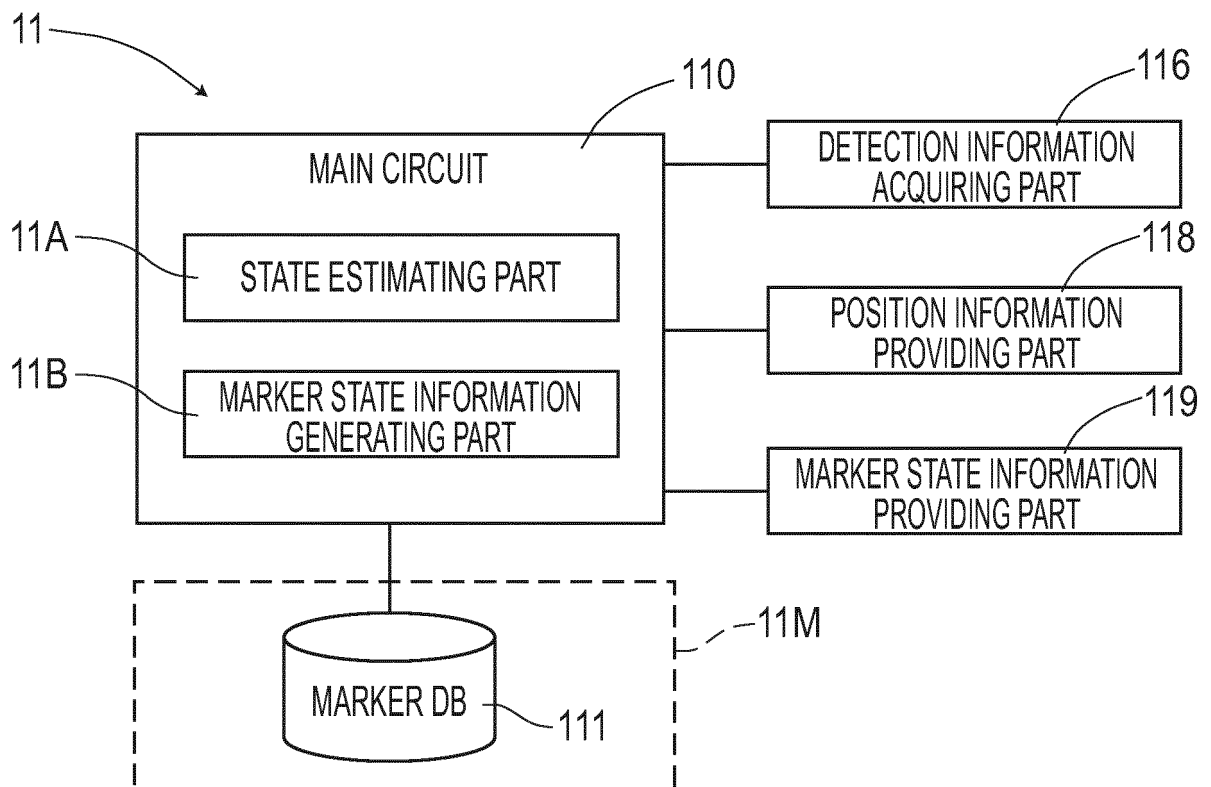 11
110
116
MAIN CIRCUIT
DETECTION INFORMATION
ACQUIRING PART
11A
STATE ESTIMATING PART
118
POSITION INFORMATION
PROVIDING PART
11B
MARKER STATE INFORMATION
GENERATING PART
119
MARKER STATE INFORMATION
PROVIDING PART
11M
MARKER DB
111